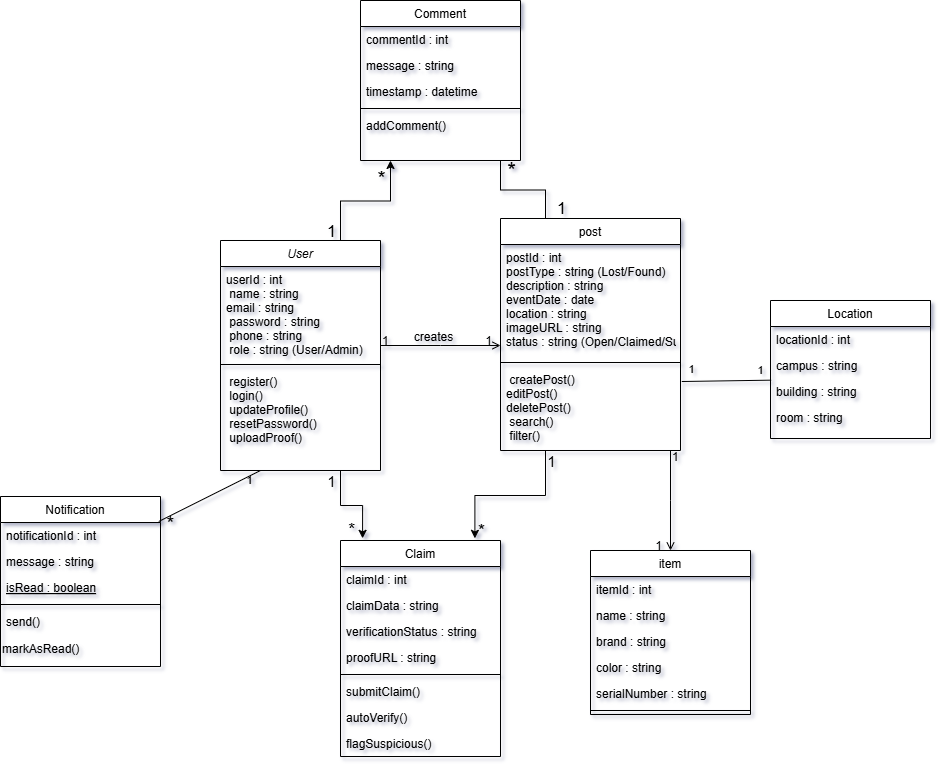 Comment
commentId : int
message : string
timestamp : datetime
addComment()
*
*
1
1
User
userId : int
name : string
email : string
password : string
phone : string
role : string (User/Admin)
register()
login()
updateProfile()
resetPassword()
uploadProof()
1
creates
1
post
postId : int
postType : string (Lost/Found)
description : string
eventDate : date
location : string
imageURL : string
status : string (Open/Claimed/Su
createPost()
editPost()
deletePost()
search()
filter()
1
1
Location
locationId : int
campus : string
building : string
room : string
1
*
Notification
notificationId : int
message : string
isRead : boolean
send()
markAsRead()
1
*
1
*
Claim
claimId : int
claimData : string
verificationStatus : string
proofURL : string
submitClaim()
autoVerify()
flagSuspicious()
1
1
item
itemId : int
name : string
brand : string
color : string
serialNumber : string